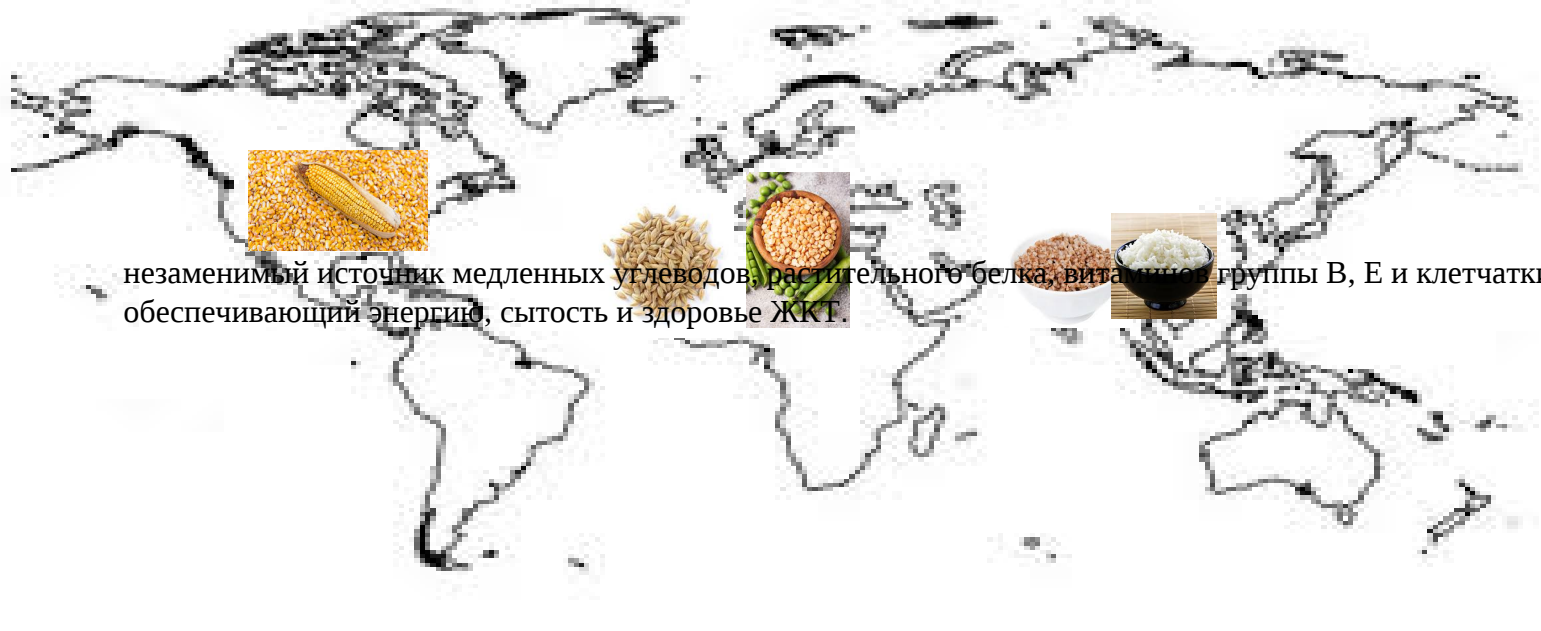 незаменимый источник медленных углеводов, растительного белка, витаминов группы B, E и клетчатки
обеспечивающий энергию, сытость и здоровье ЖКТ.